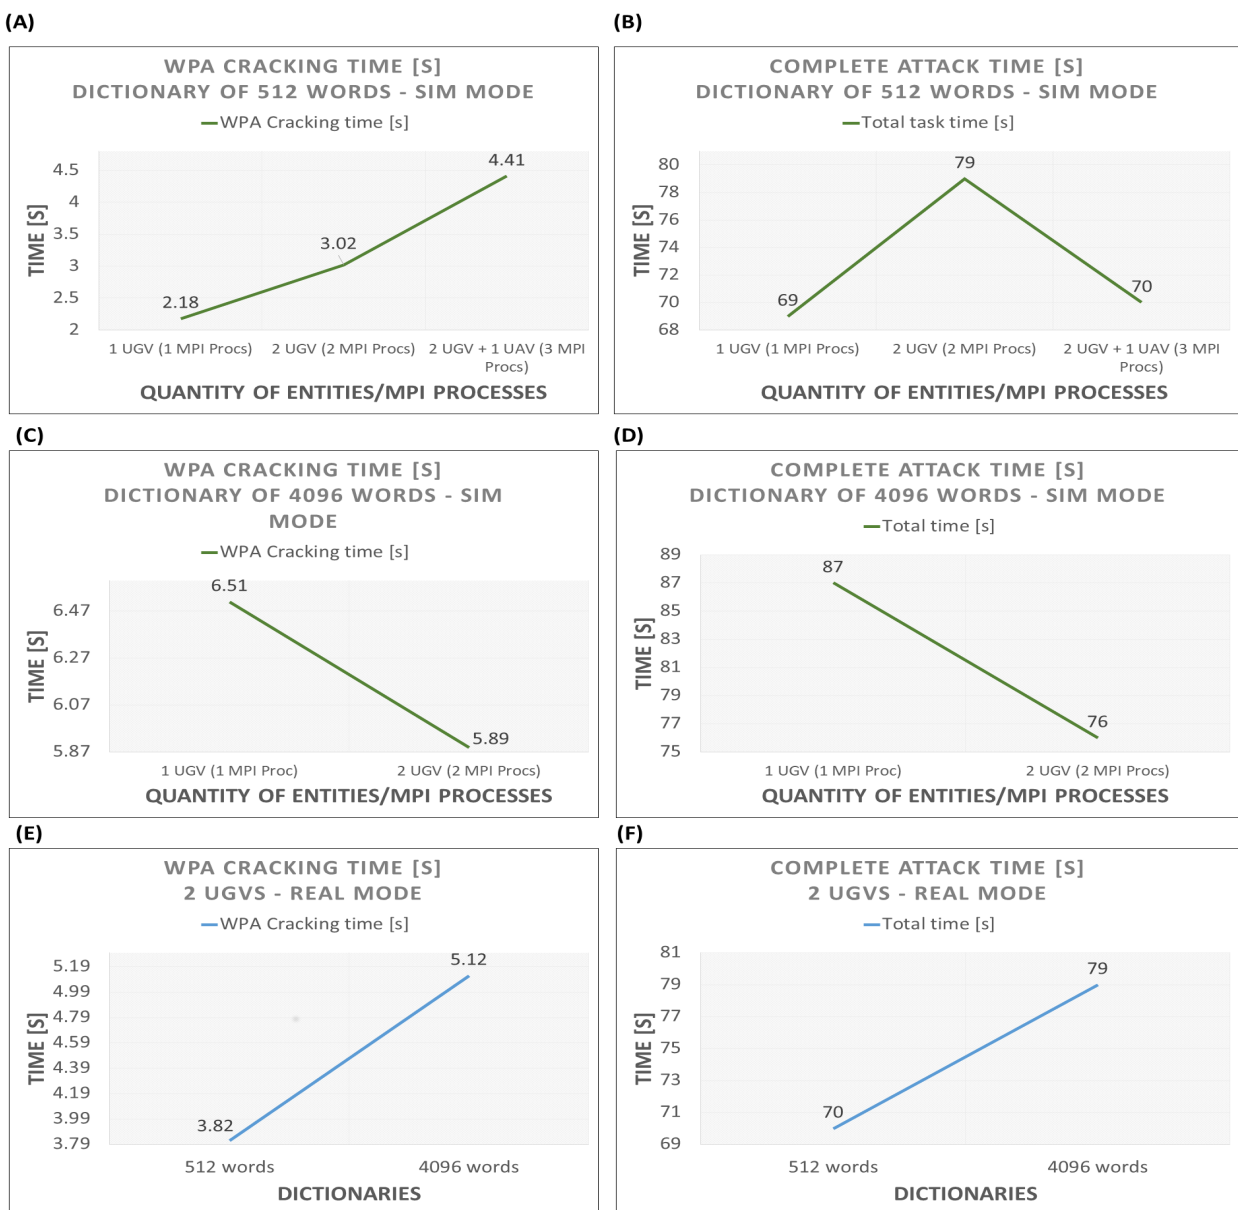 (A)
WPA CRACKING TIME [S]
DICTIONARY OF 512 WORDS - SIM MODE
WPA Cracking time [s]
TIME [S]
4.5
4
3.5
3
2.5
2
2.18
3.02
4.41
1 UGV (1 MPI Procs)
2 UGV (2 MPI Procs)
2 UGV + 1 UAV (3 MPI
Procs)
QUANTITY OF ENTITIES/MPI PROCESSES
(B)
COMPLETE ATTACK TIME [S]
DICTIONARY OF 512 WORDS - SIM MODE
Total task time [s]
TIME [S]
80
78
76
74
72
70
68
69
79
70
1 UGV (1 MPI Procs)
2 UGV (2 MPI Procs)
2 UGV + 1 UAV (3 MPI
Procs)
QUANTITY OF ENTITIES/MPI PROCESSES
(C)
WPA CRACKING TIME [S]
DICTIONARY OF 4096 WORDS - SIM
MODE
WPA Cracking time [s]
TIME [S]
6.47
6.27
6.07
5.87
6.51
5.89
1 UGV (1 MPI Proc)
2 UGV (2 MPI Procs)
QUANTITY OF ENTITIES/MPI PROCESSES
(D)
COMPLETE ATTACK TIME [S]
DICTIONARY OF 4096 WORDS - SIM MODE
Total time [s]
TIME [S]
89
87
85
83
81
79
77
75
87
76
1 UGV (1 MPI Proc)
2 UGV (2 MPI Procs)
QUANTITY OF ENTITIES/MPI PROCESSES
(E)
WPA CRACKING TIME [S]
2 UGVS - REAL MODE
WPA Cracking time [s]
TIME [S]
5.19
4.99
4.79
4.59
4.39
4.19
3.99
3.79
3.82
5.12
512 words
4096 words
DICTIONARIES
(F)
COMPLETE ATTACK TIME [S]
2 UGVS - REAL MODE
Total time [s]
TIME [S]
81
79
77
75
73
71
69
70
79
512 words
4096 words
DICTIONARIES